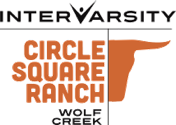 INTERVARSITY
CIRCLE
SQUARE
RANCH
WOLF
CREEK